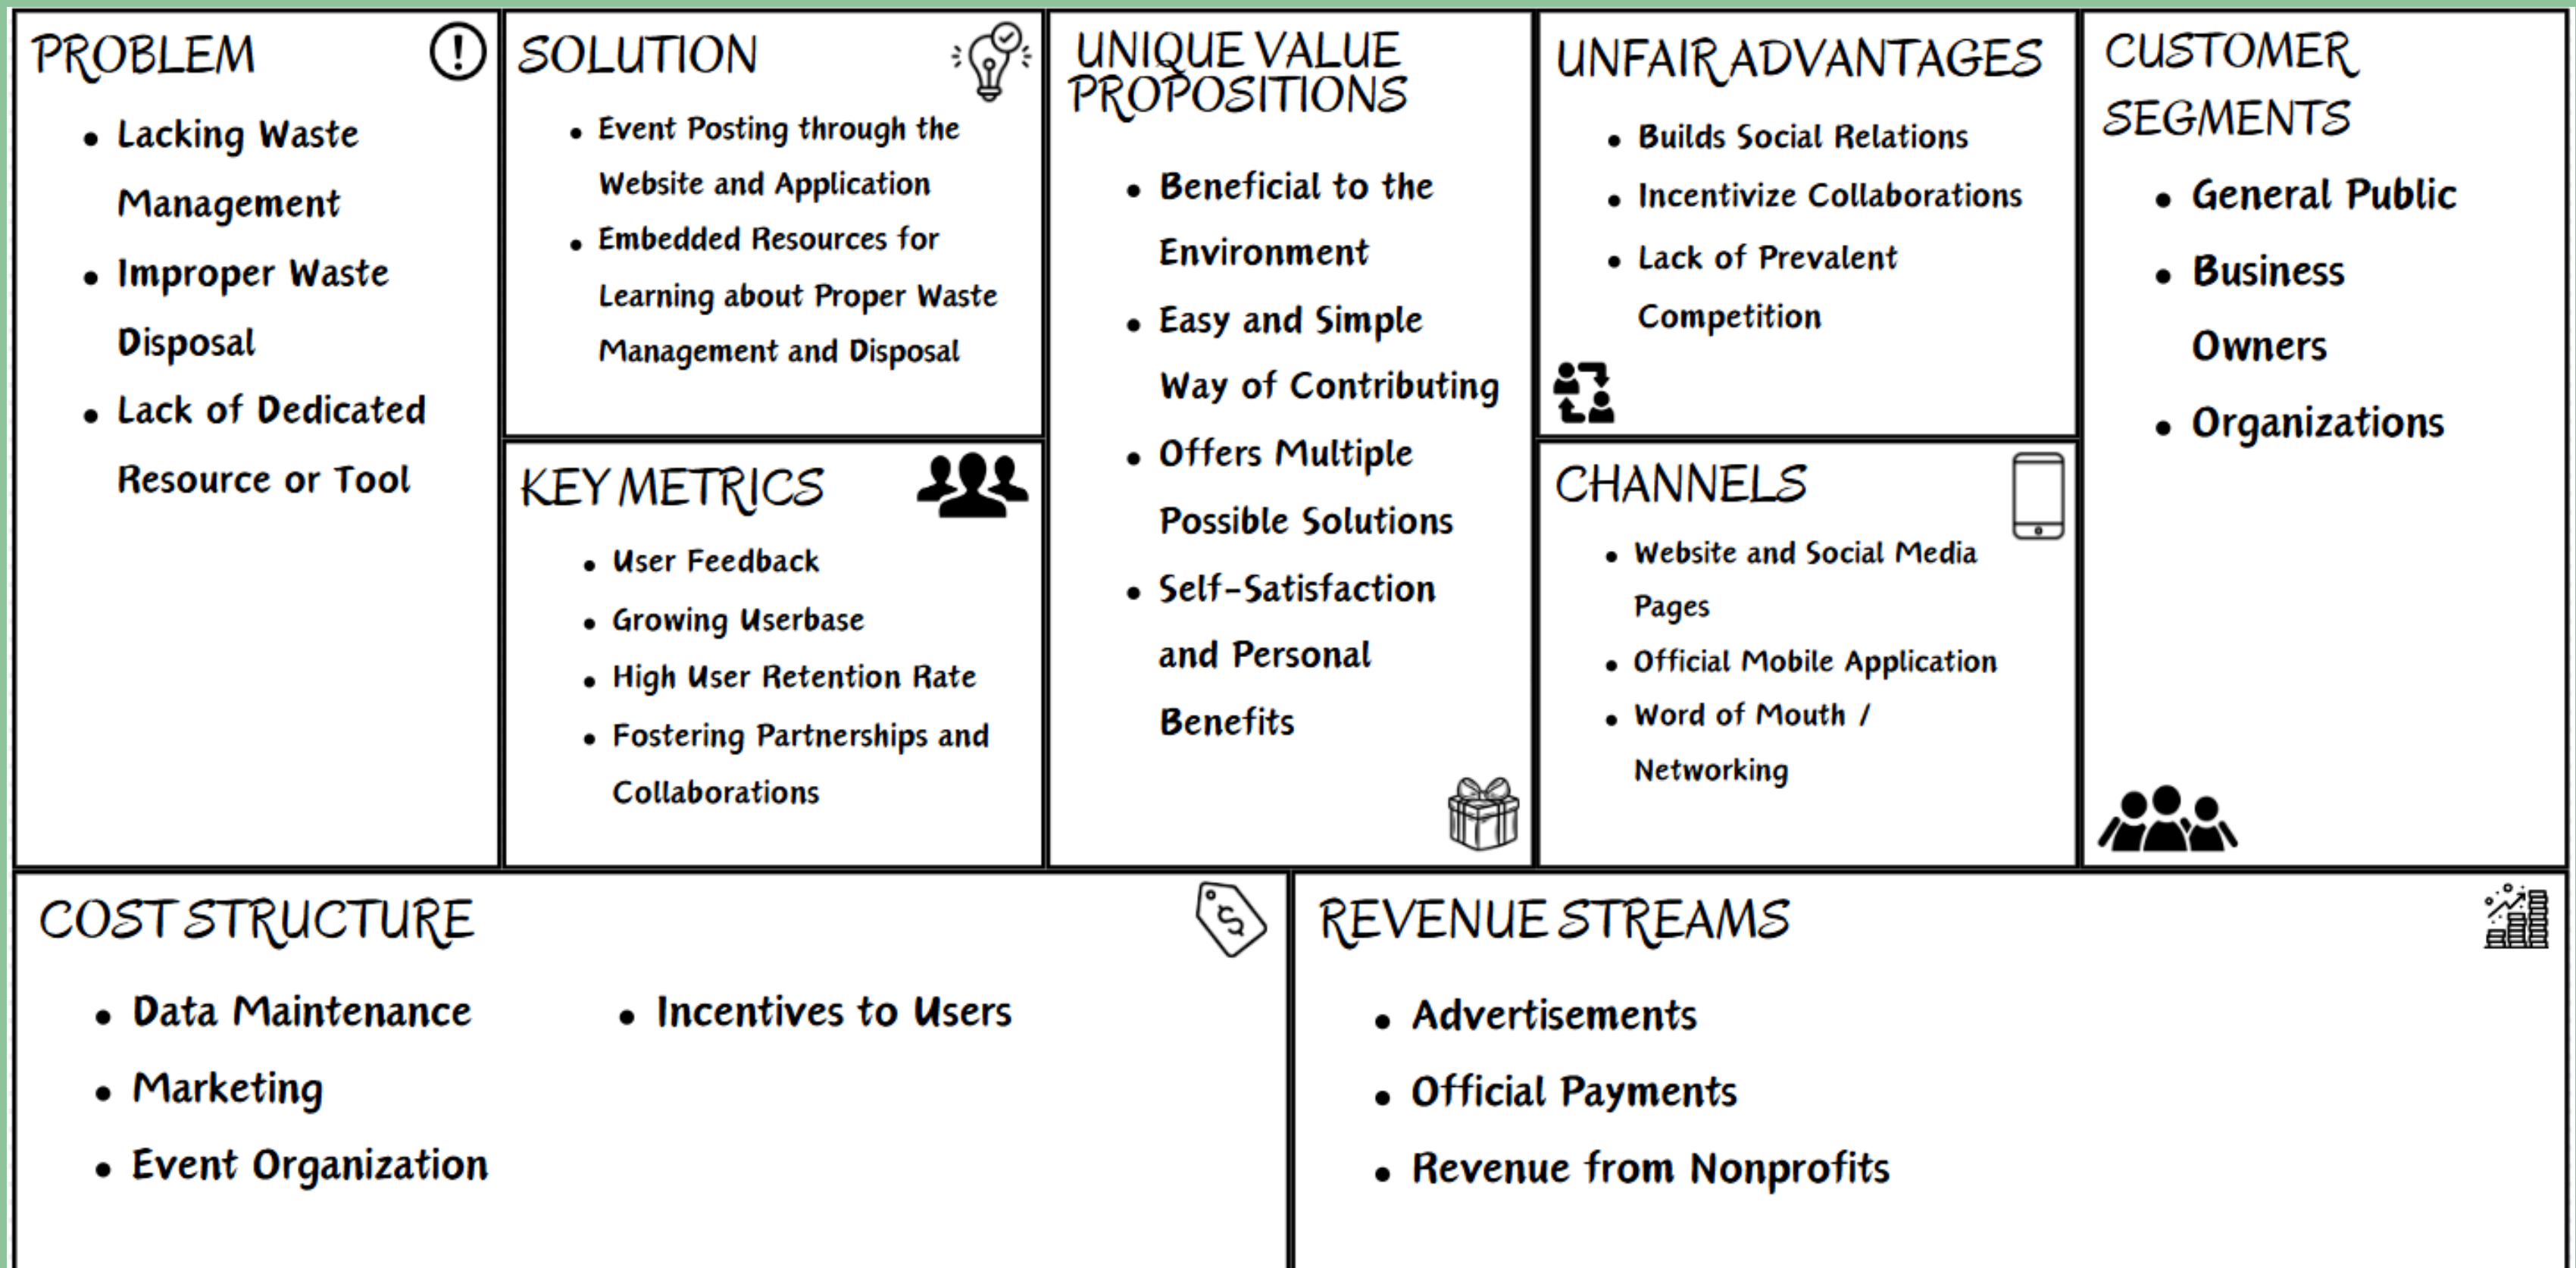 PROBLEM
• Lacking Waste
Management
• Improper Waste
Disposal
• Lack of Dedicated
Resource or Tool
SOLUTION
• Event Posting through the
Website and Application
• Embedded Resources for
Learning about Proper Waste
Management and Disposal
KEY METRICS
• User Feedback
• Growing Userbase
• High User Retention Rate
• Fostering Partnerships and
Collaborations
UNIQUE VALUE
PROPOSITIONS
• Beneficial to the
Environment
• Easy and Simple
Way of Contributing
• Offers Multiple
Possible Solutions
• Self-Satisfaction
and Personal
Benefits
UNFAIR ADVANTAGES
• Builds Social Relations
• Incentivize Collaborations
• Lack of Prevalent
Competition
CHANNELS
• Website and Social Media
Pages
• Official Mobile Application
• Word of Mouth /
Networking
CUSTOMER
SEGMENTS
• General Public
• Business
Owners
• Organizations
COST STRUCTURE
• Data Maintenance
• Marketing
• Event Organization
• Incentives to Users
$
REVENUE STREAMS
• Advertisements
• Official Payments
• Revenue from Nonprofits